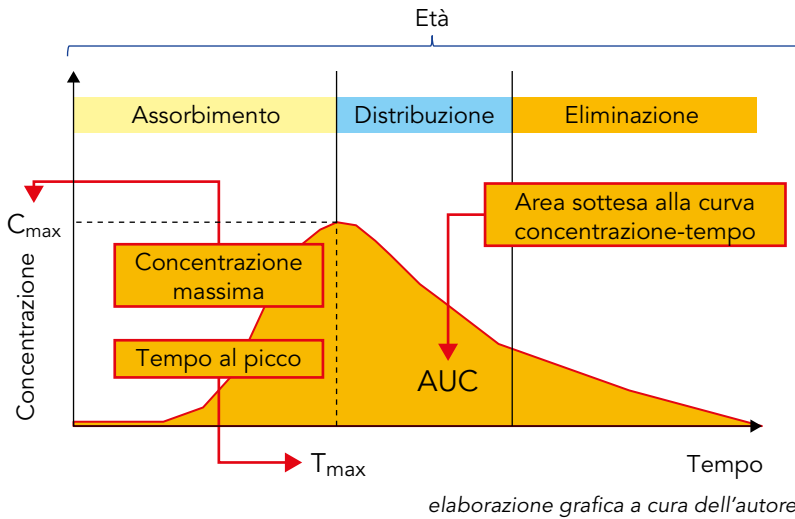 Età
Assorbimento
Distribuzione
Eliminazione
Area sottesa alla curva
concentrazione-tempo
Cmax
Concentrazione
massima
Concentrazione
Tempo al picco
AUC
Tmax
Tempo
elaborazione grafica a cura dell'autore